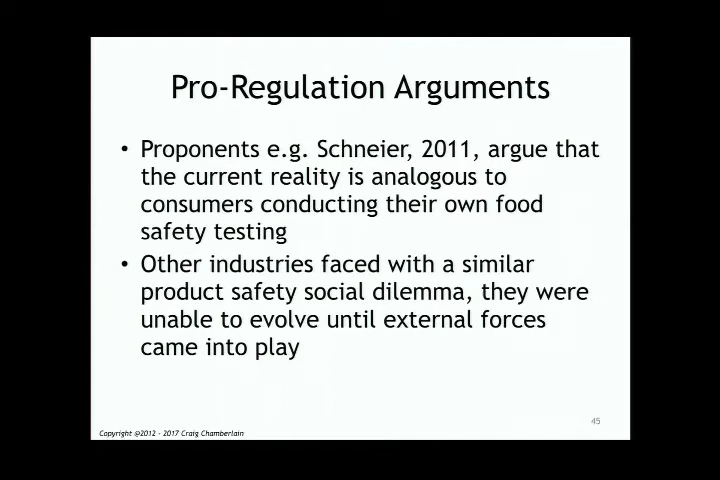 Pro-Regulation Arguments
• Proponents e.g. Schneier, 2011, argue that
the current reality is analogous to
consumers conducting their own food
safety testing
• Other industries faced with a similar
product safety social dilemma, they were
unable to evolve until external forces
came into play
45
Copyright @2012 - 2017 Craig Chamberlain